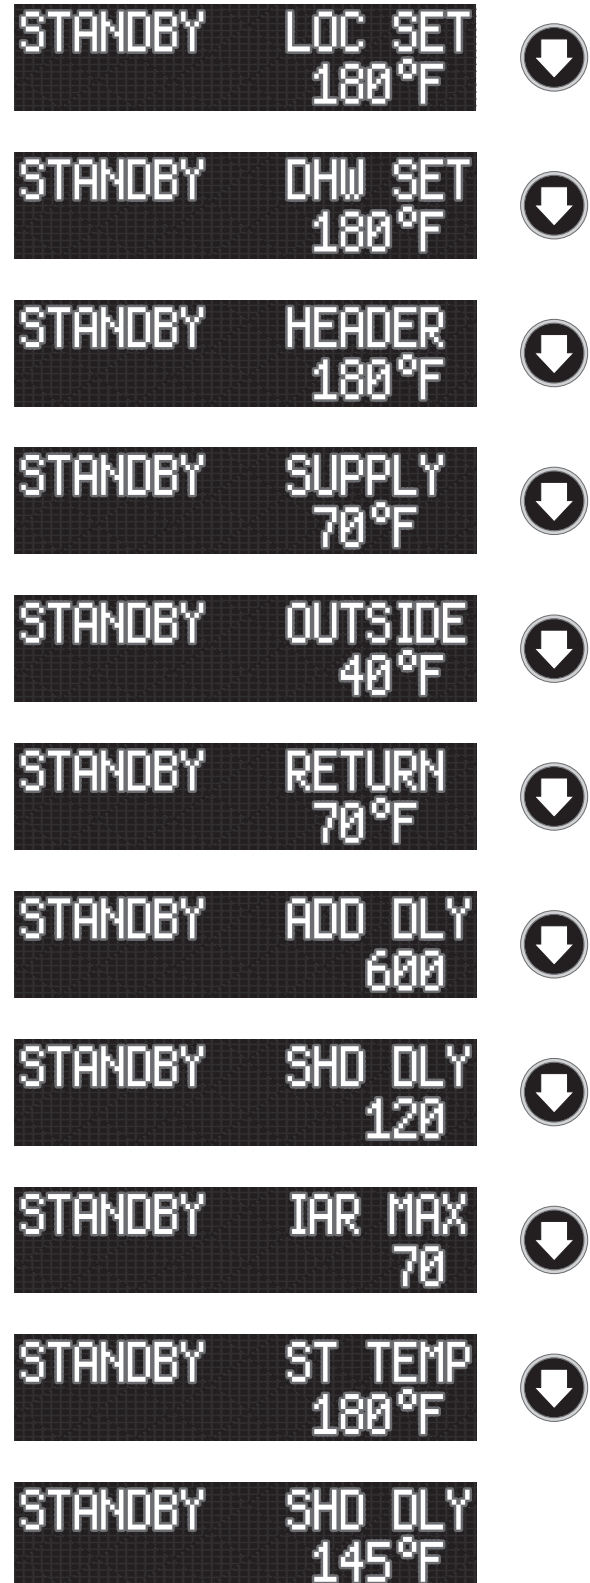 STANDBY LOC SET
180°F
STANDBY DHW SET
180°F
STANDBY HEADER
180°F
STANDBY SUPPLY
70°F
STANDBY OUTSIDE
40°F
STANDBY RETURN
70°F
STANDBY ADD DLY
600
STANDBY SHD DLY
120
STANDBY IAR MAX
70
STANDBY ST TEMP
180°F
STANDBY SHD DLY
145°F